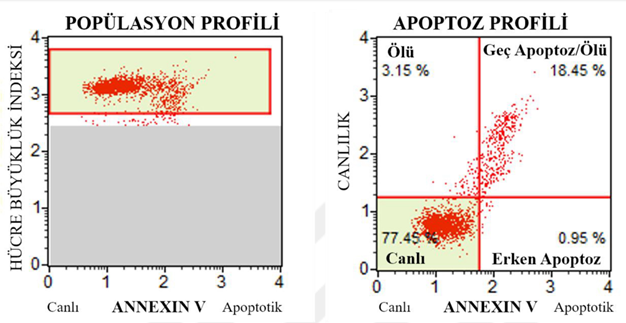 POPÜLASYON PROFİLİ
HÜCRE BÜYÜKLÜK İNDEKSİ
4
3
2
1
0
0 1 2 3 4
Canlı ANNEXIN V Apoptotik
APOPTOZ PROFİLİ
CANLILIK
4
3
2
1
0
Ölü
3.15 %
Geç Apoptoz/Ölü
18.45 %
77.45 %
Canlı
0.95 %
Erken Apoptoz
0 1 2 3 4
Canlı ANNEXIN V Apoptotik